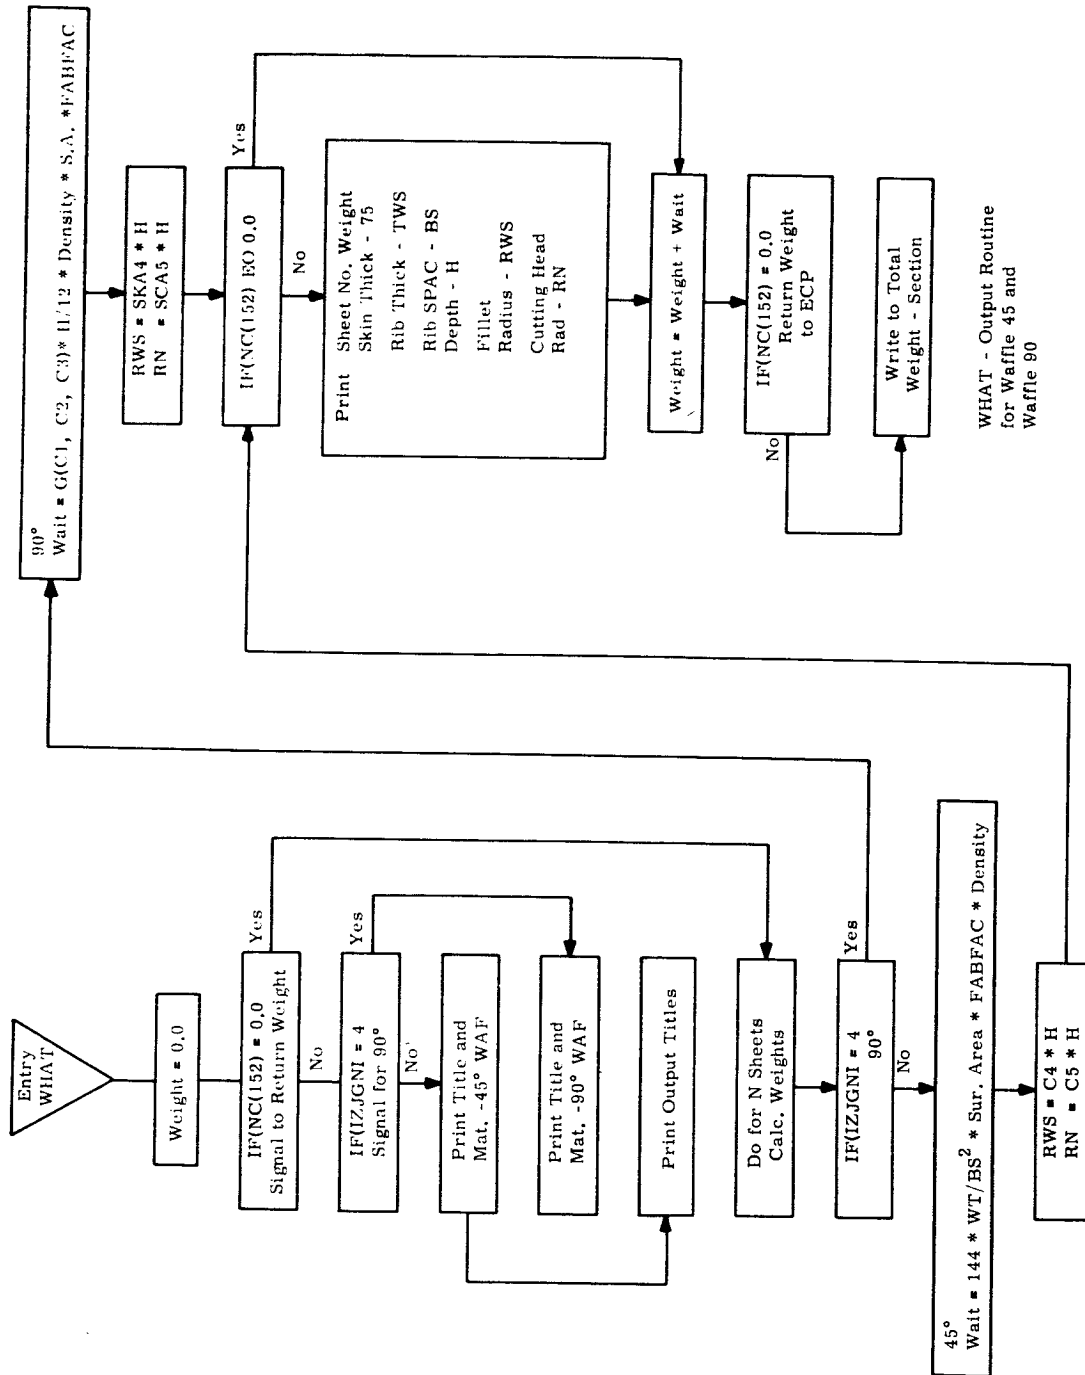 Entry
WHAT
Weight = 0.0
IF(NC(152) = 0.0
Signal to Return Weight
Yes
No
IF(IZJGNI = 4
Signal for 90°
Yes
No
Print Title and
Mat. -45° WAF
Print Title and
Mat. -90° WAF
Print Output Titles
Do for N Sheets
Calc. Weights
IF(IZJGNI = 4
90°
Yes
No
45°
Wait = 144 * WT/BS² * Sur. Area * FABFAC * Density
RWS = C4 * H
RN = C5 * H
90°
Wait = G(C1, C2, C3)* H/12 * Density * S.A. *FABFAC
RWS = SKA4 * H
RN = SCA5 * H
IF(NC(152) EO 0.0
Yes
No
Print Sheet No. Weight
Skin Thick - 75
Rib Thick - TWS
Rib SPAC - BS
Depth - H
Fillet
Radius - RWS
Cutting Head
Rad - RN
Weight = Weight + Wait
IF(NC(152) = 0.0
Return Weight
to ECP
No
Write to Total
Weight - Section
WHAT - Output Routine
for Waffle 45 and
Waffle 90